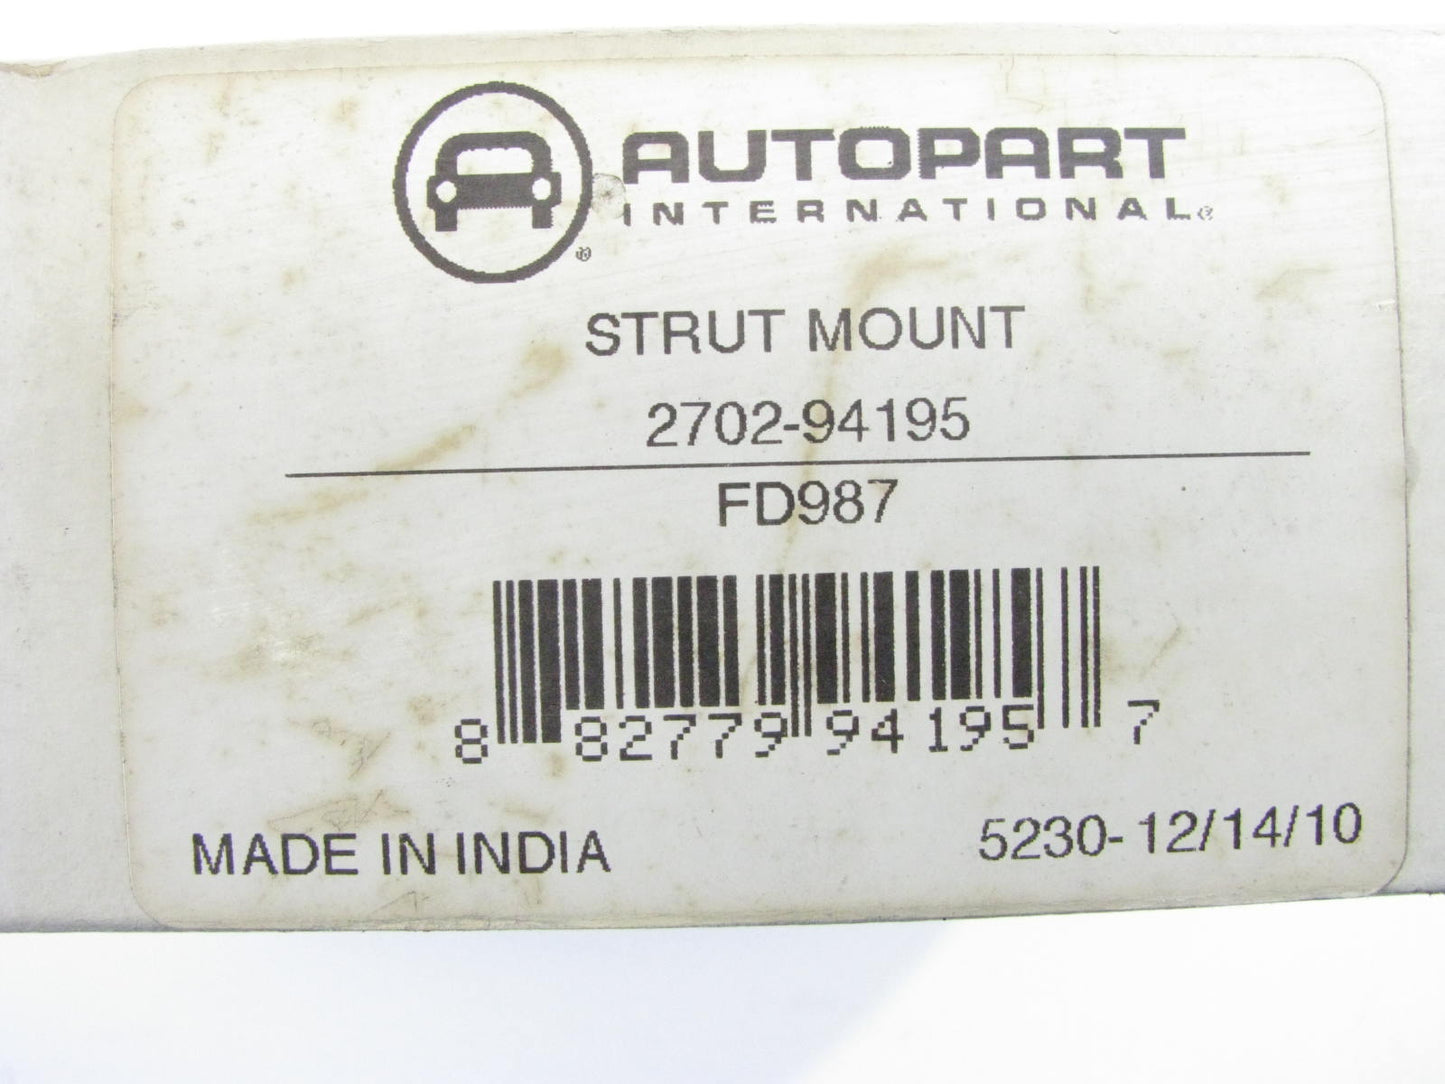 AUTOPART
INTERNATIONAL®
®
STRUT MOUNT
2702-94195
FD987
8 82779 94195 7
MADE IN INDIA
5230-12/14/10